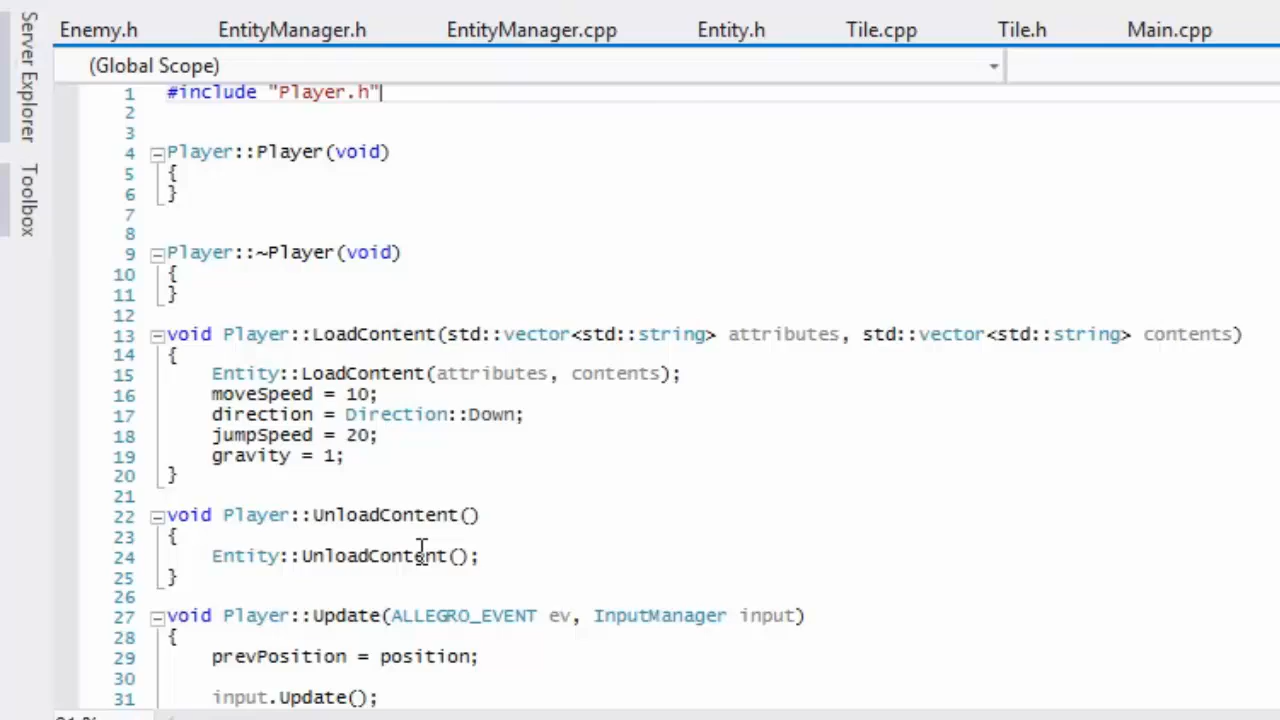 Server Explorer
Toolbox
Enemy.h EntityManager.h EntityManager.cpp Entity.h Tile.cpp Tile.h Main.cpp
(Global Scope)
1 #include "Player.h"
2
3
4 Player::Player(void)
5 {
6 }
7
8
9 Player::~Player(void)
10 {
11 }
12
13 void Player::LoadContent(std::vector<std::string> attributes, std::vector<std::string> contents)
14 {
15 Entity::LoadContent(attributes, contents);
16 moveSpeed = 10;
17 direction = Direction::Down;
18 jumpSpeed = 20;
19 gravity = 1;
20 }
21
22 void Player::UnloadContent()
23 {
24 Entity::UnloadContent();
25 }
26
27 void Player::Update(ALLEGRO_EVENT ev, InputManager input)
28 {
29 prevPosition = position;
30
31 input.Update();